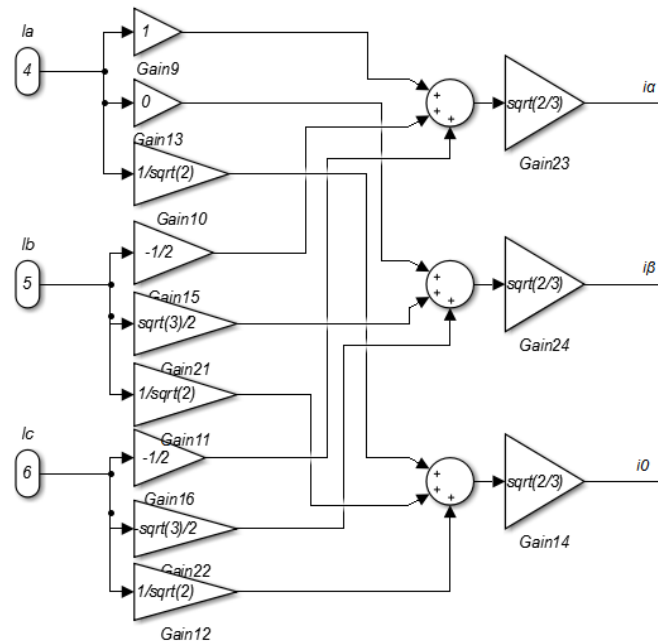 Ia
4
1
Gain9
0
Gain13
1/sqrt(2)
Gain10
-1/2
Ib
5
Gain15
sqrt(3)/2
Gain21
1/sqrt(2)
Gain11
-1/2
Ic
6
Gain16
-sqrt(3)/2
Gain22
1/sqrt(2)
Gain12
+
+
+
sqrt(2/3)
Gain23
iα
+
+
+
sqrt(2/3)
Gain24
iβ
+
+
+
sqrt(2/3)
Gain14
i0